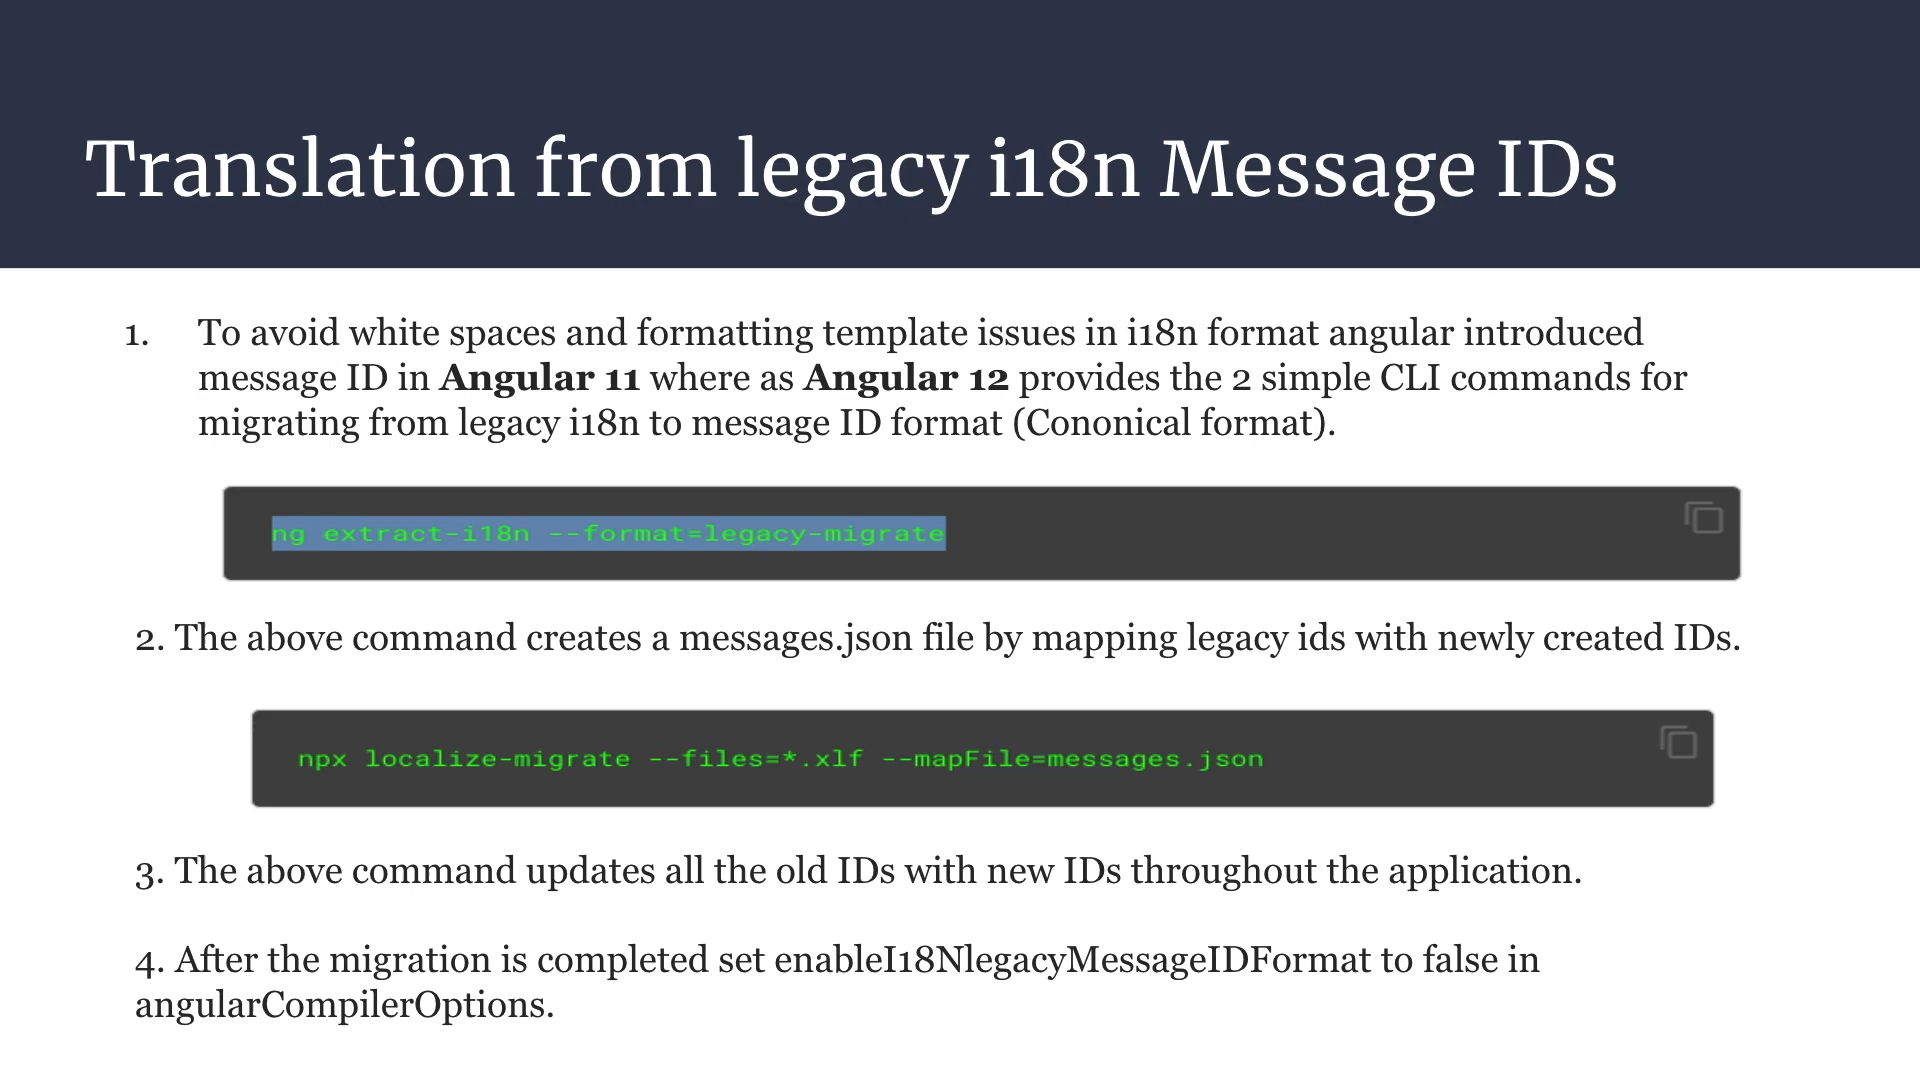 Translation from legacy i18n Message IDs
1. To avoid white spaces and formatting template issues in i18n format angular introduced
message ID in Angular 11 where as Angular 12 provides the 2 simple CLI commands for
migrating from legacy i18n to message ID format (Cononical format).
ng extract-i18n --format=legacy-migrate
2. The above command creates a messages.json file by mapping legacy ids with newly created IDs.
npx localize-migrate --files=*.xlf --mapFile=messages.json
3. The above command updates all the old IDs with new IDs throughout the application.
4. After the migration is completed set enableI18NlegacyMessageIDFormat to false in
angularCompilerOptions.